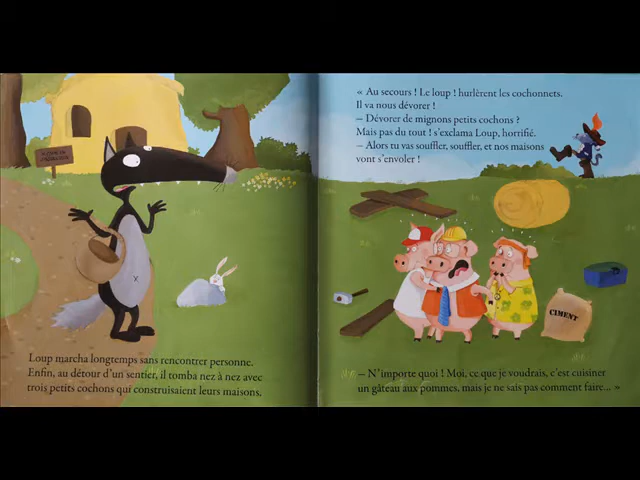 Loup marcha longtemps sans rencontrer personne.
Enfin, au détour d'un sentier, il tomba nez à nez avec
trois petits cochons qui construisaient leurs maisons.
« Au secours ! Le loup ! hurlèrent les cochonnets.
Il va nous dévorer !
– Dévorer de mignons petits cochons ?
Mais pas du tout ! s'exclama Loup, horrifié.
– Alors tu vas souffler, souffler, et nos maisons
vont s'envoler !
CIMENT
– N'importe quoi ! Moi, ce que je voudrais, c'est cuisiner
un gâteau aux pommes, mais je ne sais pas comment faire... »